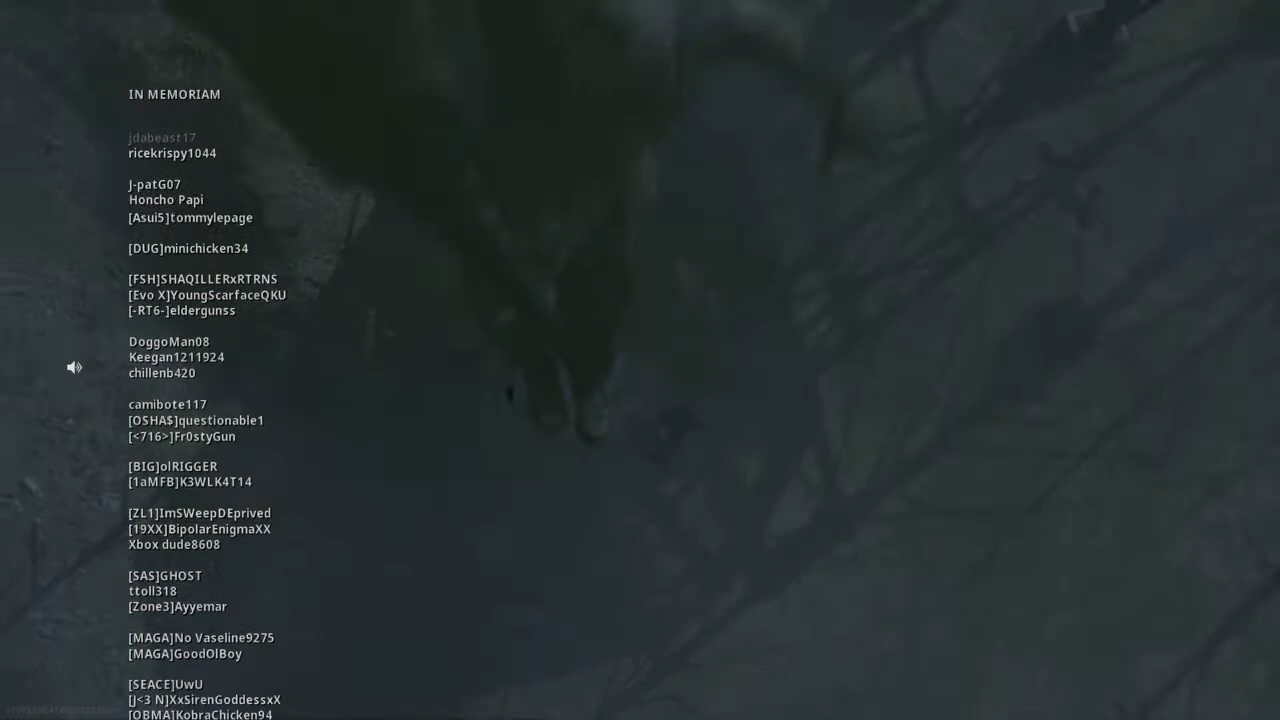 IN MEMORIAM
jdabeast17
ricekrispy1044
J-patG07
Honcho Papi
[Asui5]tommylepage
[DUG]minichicken34
[FSH]SHAQILLERxRTRNS
[Evo X]YoungScarfaceQKU
[-RT6-]eldergunss
DoggoMan08
Keegan1211924
chillenb420
camibote117
[OSHA$]questionable1
[<716>]Fr0styGun
[BIG]olRIGGER
[1aMFB]K3WLK4T14
[ZL1]ImSWeepDEprived
[19XX]BipolarEnigmaXX
Xbox dude8608
[SAS]GHOST
ttoll318
[Zone3]Ayyemar
[MAGA]No Vaseline9275
[MAGA]GoodOlBoy
[SEACE]UwU
[J<3 N]XxSirenGoddessxX
[OBMA]KobraChicken94